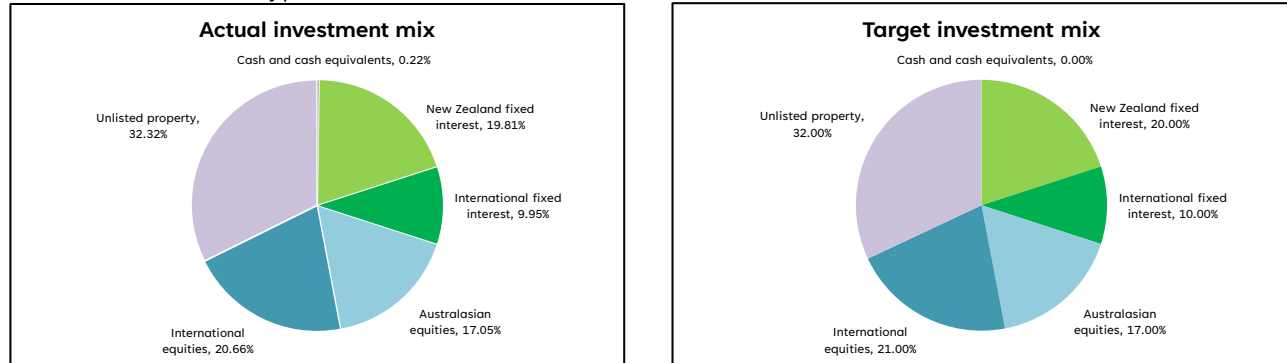 Actual investment mix
Cash and cash equivalents, 0.22%
New Zealand fixed
interest, 19.81%
International fixed
interest, 9.95%
Australasian
equities, 17.05%
International
equities, 20.66%
Unlisted property,
32.32%
Target investment mix
Cash and cash equivalents, 0.00%
New Zealand fixed
interest, 20.00%
International fixed
interest, 10.00%
Australasian
equities, 17.00%
International
equities, 21.00%
Unlisted property,
32.00%